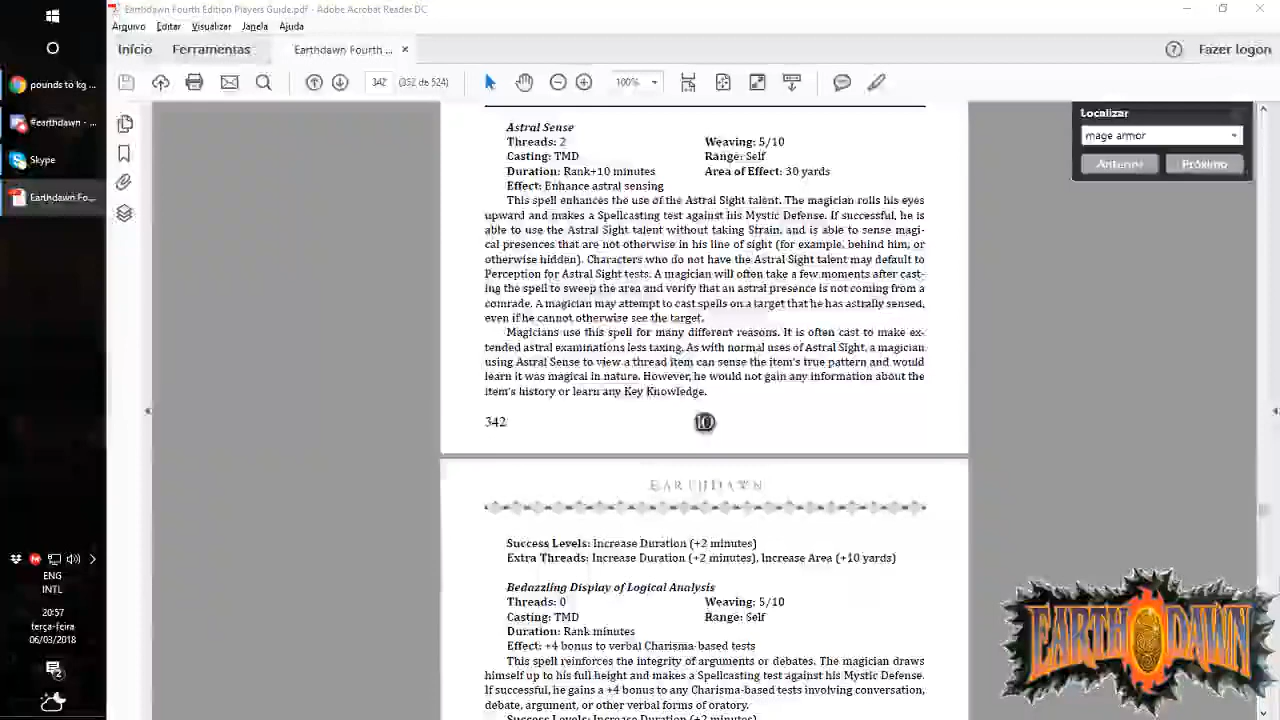 Earthdawn Fourth Edition Players Guide.pdf - Adobe Acrobat Reader DC
Arquivo Editar Visualizar Janela Ajuda
Início Ferramentas Earthdawn Fourth ... × Fazer logon
342 (352 de 524) 100%
pounds to kg ...
#earthdawn - ...
Skype
Earthdawn Fo...
Localizar
mage armor
Anterior Próximo
Astral Sense
Threads: 2 Weaving: 5/10
Casting: TMD Range: Self
Duration: Rank+10 minutes Area of Effect: 30 yards
Effect: Enhance astral sensing
This spell enhances the use of the Astral Sight talent. The magician rolls his eyes
upward and makes a Spellcasting test against his Mystic Defense. If successful, he is
able to use the Astral Sight talent without taking Strain, and is able to sense magi-
cal presences that are not otherwise in his line of sight (for example, behind him, or
otherwise hidden). Characters who do not have the Astral Sight talent may default to
Perception for Astral Sight tests. A magician will often take a few moments after cast-
ing the spell to sweep the area and verify that an astral presence is not coming from a
comrade. A magician may attempt to cast spells on a target that he has astrally sensed,
even if he cannot otherwise see the target.
Magicians use this spell for many different reasons. It is often cast to make ex-
tended astral examinations less taxing. As with normal uses of Astral Sight, a magician
using Astral Sense to view a thread item can sense the item's true pattern and would
learn it was magical in nature. However, he would not gain any information about the
item's history or learn any Key Knowledge.
342 10
EARTHDAWN
Success Levels: Increase Duration (+2 minutes)
Extra Threads: Increase Duration (+2 minutes), Increase Area (+10 yards)
Bedazzling Display of Logical Analysis
Threads: 0 Weaving: 5/10
Casting: TMD Range: Self
Duration: Rank minutes
Effect: +4 bonus to verbal Charisma-based tests
This spell reinforces the integrity of arguments or debates. The magician draws
himself up to his full height and makes a Spellcasting test against his Mystic Defense.
If successful, he gains a +4 bonus to any Charisma-based tests involving conversation,
debate, argument, or other verbal forms of oratory.
Success Levels: Increase Duration (+2 minutes)
ENG
INTL
20:57
terça-feira
06/03/2018
2
EARTHDAWN